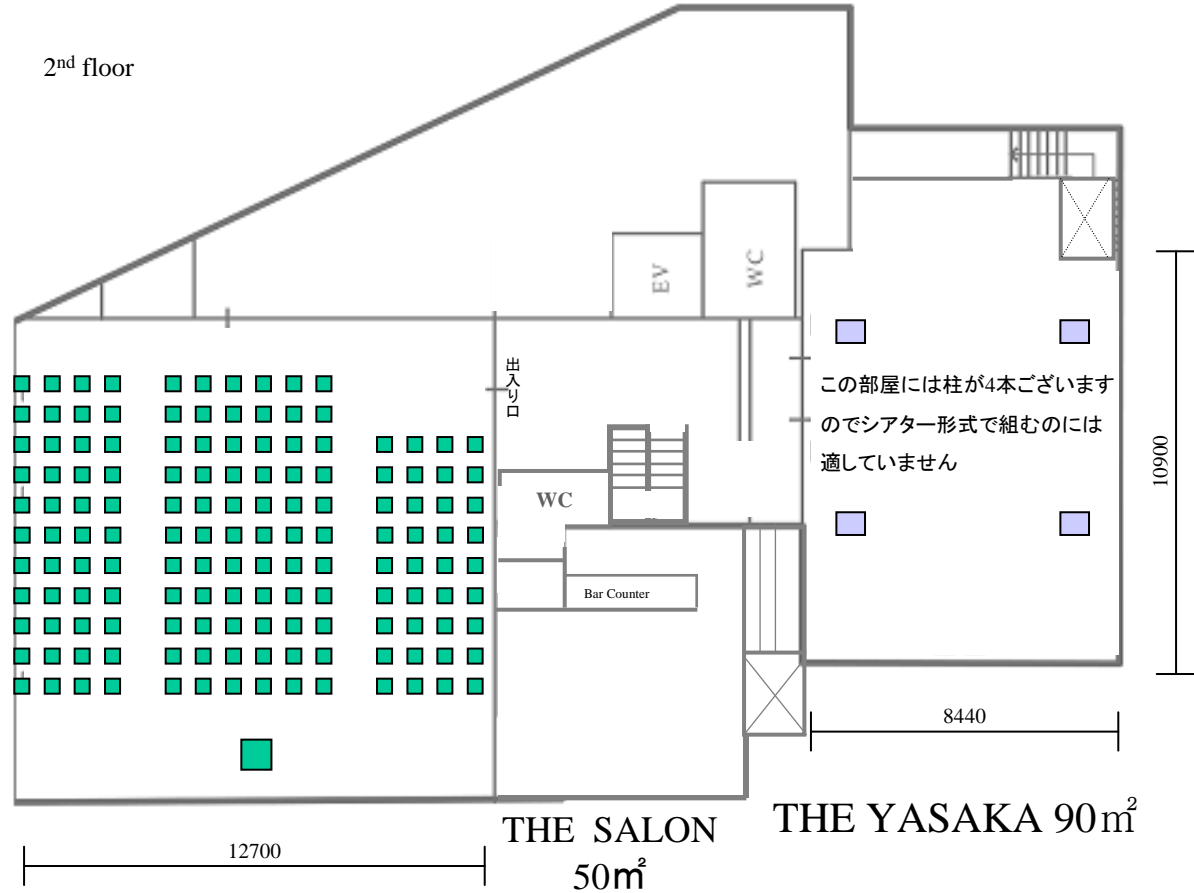 2nd floor
EV
WC
出入り口
この部屋には柱が4本ございます
のでシアター形式で組むのには
適していません
10900
WC
Bar Counter
8440
THE YASAKA 90㎡
THE SALON
50㎡
12700